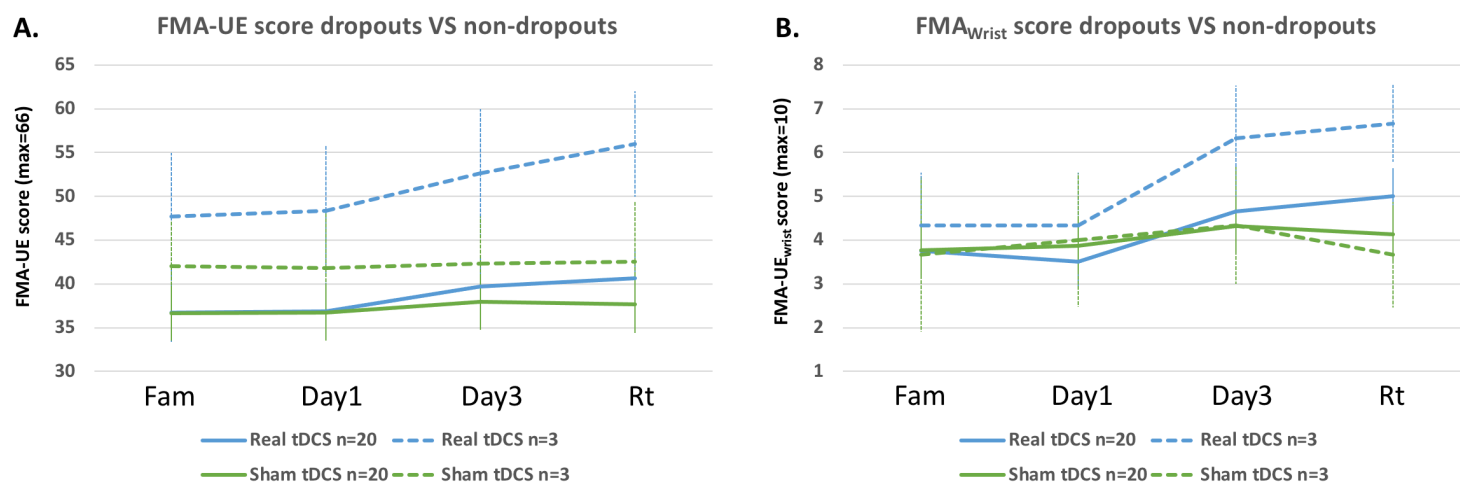 A.
FMA-UE score dropouts VS non-dropouts
FMA-UE score (max=66)
65
60
55
50
45
40
35
30
Fam Day1 Day3 Rt
Real tDCS n=20 Real tDCS n=3
Sham tDCS n=20 Sham tDCS n=3
B.
FMAWrist score dropouts VS non-dropouts
FMA-UEwrist score (max=10)
8
7
6
5
4
3
2
1
Fam Day1 Day3 Rt
Real tDCS n=20 Real tDCS n=3
Sham tDCS n=20 Sham tDCS n=3